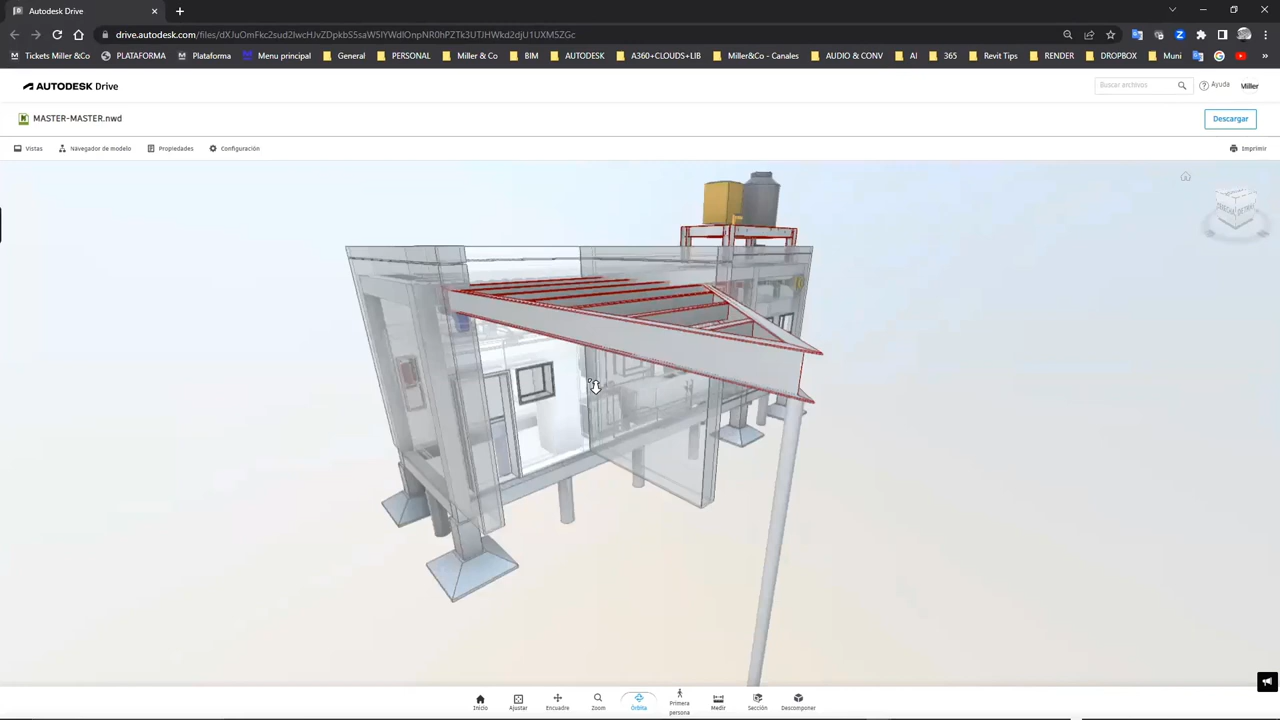 Autodesk Drive
drive.autodesk.com/files/dXJuOmFkc2sud2lwcHJvZDpkbS5saW5lYWdlOnpNR0hPZTk3UTJHWkd2djU1UXM5ZGc
Tickets Miller&Co PLATAFORMA Plataforma Menu principal General PERSONAL Miller&Co BIM AUTODESK A360+CLOUDS+LIB Miller&Co - Canales AUDIO & CONV AI 365 Revit Tips RENDER DROPBOX Muni »
AUTODESK Drive
Buscar archivos
Ayuda
Miller
MASTER-MASTER.nwd
Descargar
Vistas Navegador de modelo Propiedades Configuración Imprimir
Inicio Ajustar Encuadre Zoom Órbita Primera persona Medir Sección Descomponer